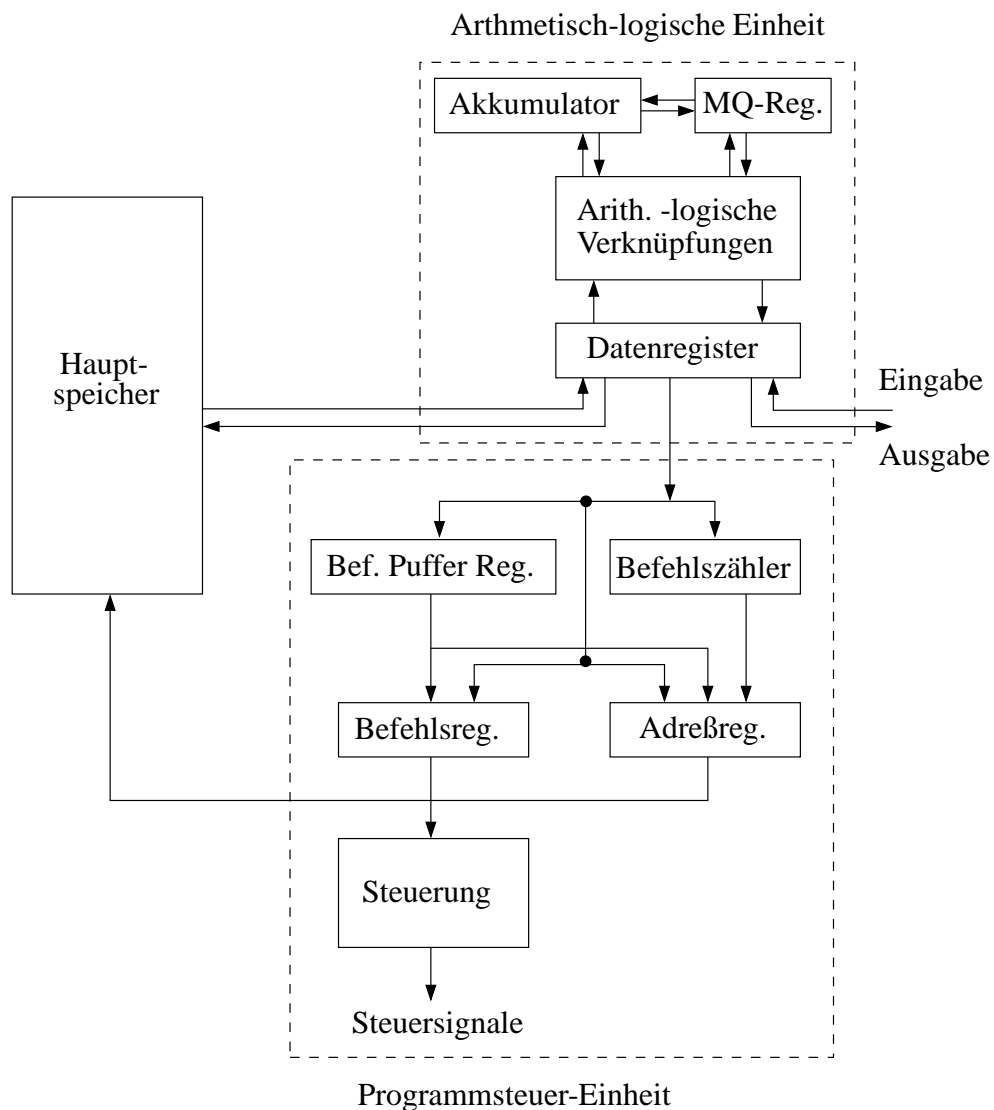 Arthmetisch-logische Einheit
Akkumulator
MQ-Reg.
Arith. -logische
Verknüpfungen
Datenregister
Haupt-
speicher
Eingabe
Ausgabe
Bef. Puffer Reg.
Befehlszähler
Befehlsreg.
Adreßreg.
Steuerung
Steuersignale
Programmsteuer-Einheit